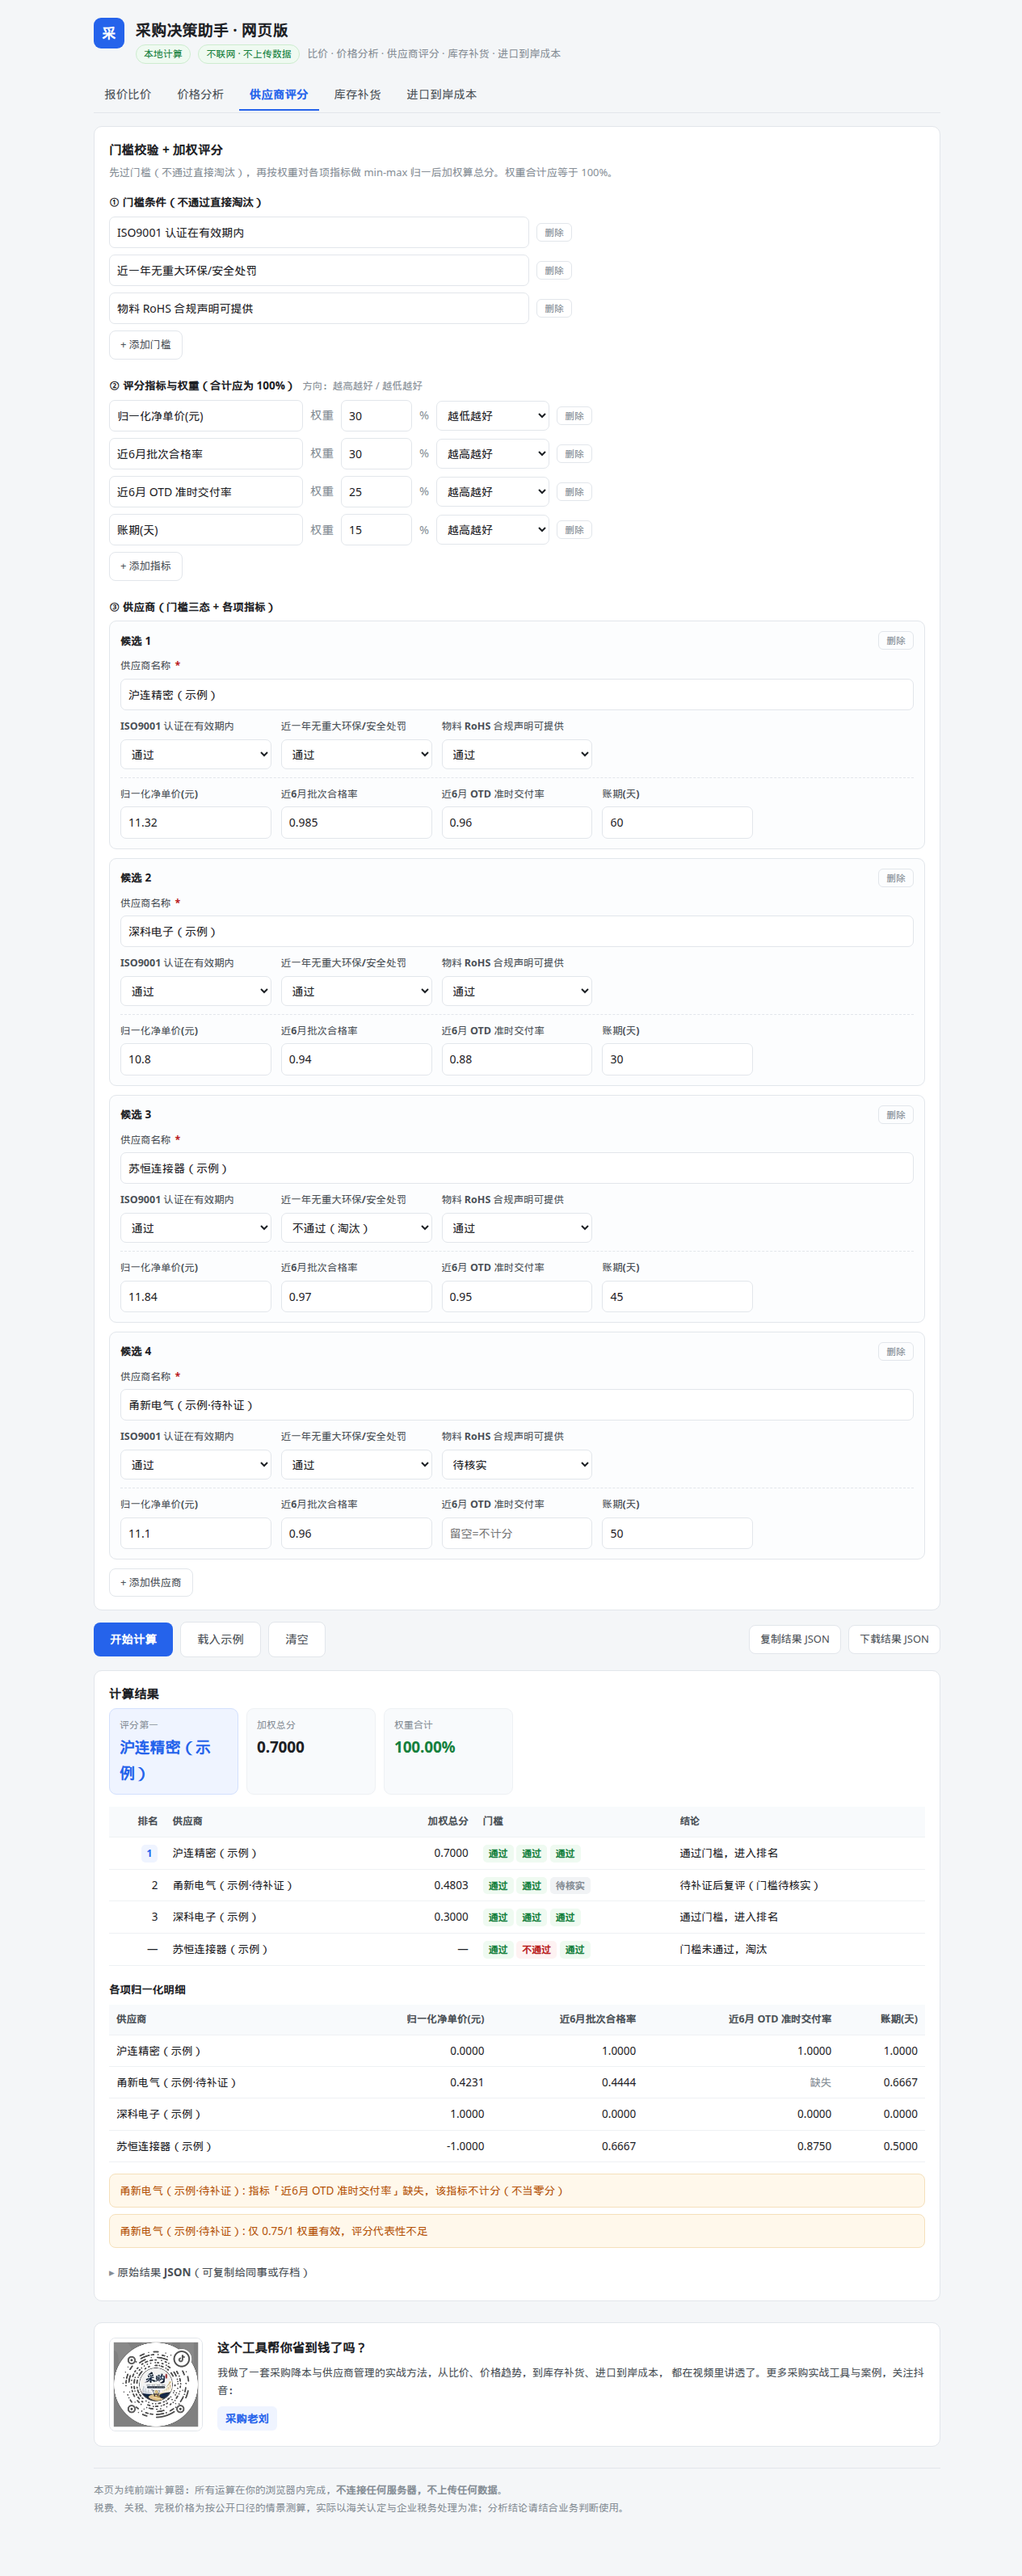 采
采购决策助手 · 网页版
本地计算 不联网 · 不上传数据 比价 · 价格分析 · 供应商评分 · 库存补货 · 进口到岸成本
报价比价 价格分析 供应商评分 库存补货 进口到岸成本
门槛校验 + 加权评分
先过门槛（不通过直接淘汰），再按权重对各项指标做 min-max 归一后加权算总分。权重合计应等于 100%。
① 门槛条件（不通过直接淘汰）
ISO9001 认证在有效期内 删除
近一年无重大环保/安全处罚 删除
物料 RoHS 合规声明可提供 删除
+ 添加门槛
② 评分指标与权重（合计应为 100%） 方向：越高越好 / 越低越好
归一化净单价(元) 权重 30 % 越低越好 删除
近6月批次合格率 权重 30 % 越高越好 删除
近6月 OTD 准时交付率 权重 25 % 越高越好 删除
账期(天) 权重 15 % 越高越好 删除
+ 添加指标
③ 供应商（门槛三态 + 各项指标）
候选 1 删除
供应商名称 *
沪连精密（示例）
ISO9001 认证在有效期内 近一年无重大环保/安全处罚 物料 RoHS 合规声明可提供
通过 通过 通过
归一化净单价(元) 近6月批次合格率 近6月 OTD 准时交付率 账期(天)
11.32 0.985 0.96 60
候选 2 删除
供应商名称 *
深科电子（示例）
ISO9001 认证在有效期内 近一年无重大环保/安全处罚 物料 RoHS 合规声明可提供
通过 通过 通过
归一化净单价(元) 近6月批次合格率 近6月 OTD 准时交付率 账期(天)
10.8 0.94 0.88 30
候选 3 删除
供应商名称 *
苏恒连接器（示例）
ISO9001 认证在有效期内 近一年无重大环保/安全处罚 物料 RoHS 合规声明可提供
通过 不通过（淘汰） 通过
归一化净单价(元) 近6月批次合格率 近6月 OTD 准时交付率 账期(天)
11.84 0.97 0.95 45
候选 4 删除
供应商名称 *
甬新电气（示例·待补证）
ISO9001 认证在有效期内 近一年无重大环保/安全处罚 物料 RoHS 合规声明可提供
通过 通过 待核实
归一化净单价(元) 近6月批次合格率 近6月 OTD 准时交付率 账期(天)
11.1 0.96 留空=不计分 50
+ 添加供应商
开始计算 载入示例 清空 复制结果 JSON 下载结果 JSON
计算结果
评分第一 加权总分 权重合计
沪连精密（示 0.7000 100.00%
例）
排名 供应商 加权总分 门槛 结论
1 沪连精密（示例） 0.7000 通过 通过 通过 通过门槛，进入排名
2 甬新电气（示例·待补证） 0.4803 通过 通过 待核实 待补证后复评（门槛待核实）
3 深科电子（示例） 0.3000 通过 通过 通过 通过门槛，进入排名
— 苏恒连接器（示例） — 通过 不通过 通过 门槛未通过，淘汰
各项归一化明细
供应商 归一化净单价(元) 近6月批次合格率 近6月 OTD 准时交付率 账期(天)
沪连精密（示例） 0.0000 1.0000 1.0000 1.0000
甬新电气（示例·待补证） 0.4231 0.4444 缺失 0.6667
深科电子（示例） 1.0000 0.0000 0.0000 0.0000
苏恒连接器（示例） -1.0000 0.6667 0.8750 0.5000
甬新电气（示例·待补证）: 指标「近6月 OTD 准时交付率」缺失，该指标不计分（不当零分）
甬新电气（示例·待补证）: 仅 0.75/1 权重有效，评分代表性不足
▸ 原始结果 JSON（可复制给同事或存档）
采购
这个工具帮你省到钱了吗？
我做了一套采购降本与供应商管理的实战方法，从比价、价格趋势，到库存补货、进口到岸成本， 都在视频里讲透了。更多采购实战工具与案例，关注抖
音：
采购老刘
本页为纯前端计算器：所有运算在你的浏览器内完成，不连接任何服务器，不上传任何数据。
税费、关税、完税价格为按公开口径的情景测算，实际以海关认定与企业税务处理为准；分析结论请结合业务判断使用。